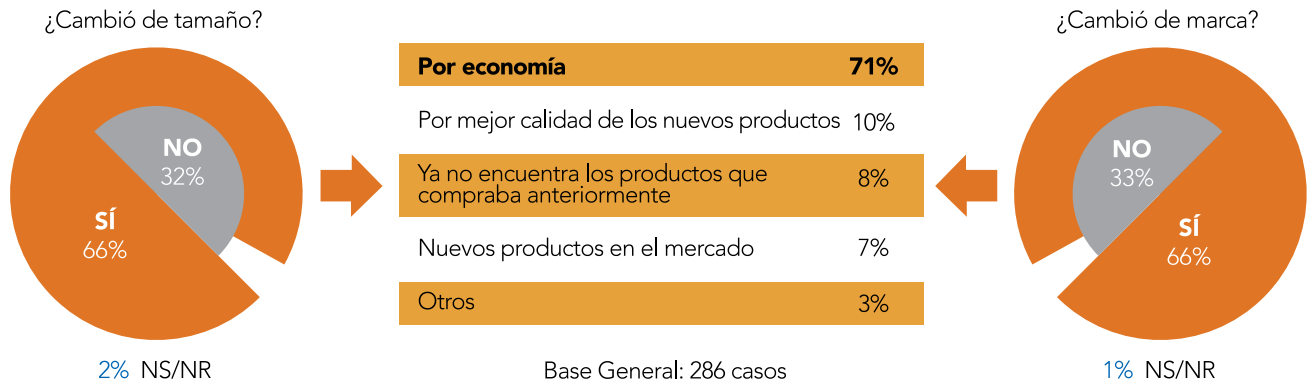 ¿Cambió de tamaño?
NO
32%
SÍ
66%
2% NS/NR
Por economía 71%
Por mejor calidad de los nuevos productos 10%
Ya no encuentra los productos que
compraba anteriormente 8%
Nuevos productos en el mercado 7%
Otros 3%
Base General: 286 casos
¿Cambió de marca?
NO
33%
SÍ
66%
1% NS/NR